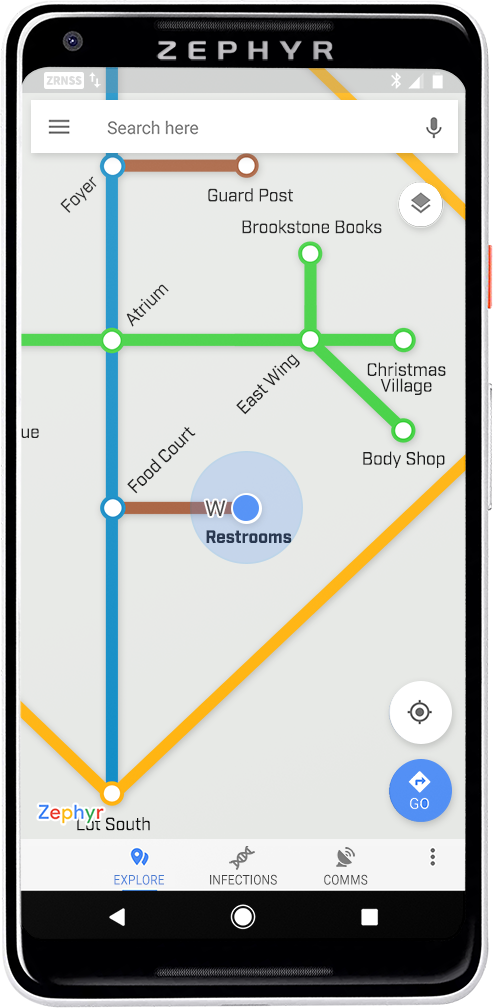 ZEPHYR
ZRNSS
Search here
Foyer
Guard Post
Brookstone Books
Atrium
East Wing
Christmas
Village
ue
Food Court
Body Shop
W
Restrooms
Zephyr
Lot South
GO
EXPLORE
INFECTIONS
COMMS